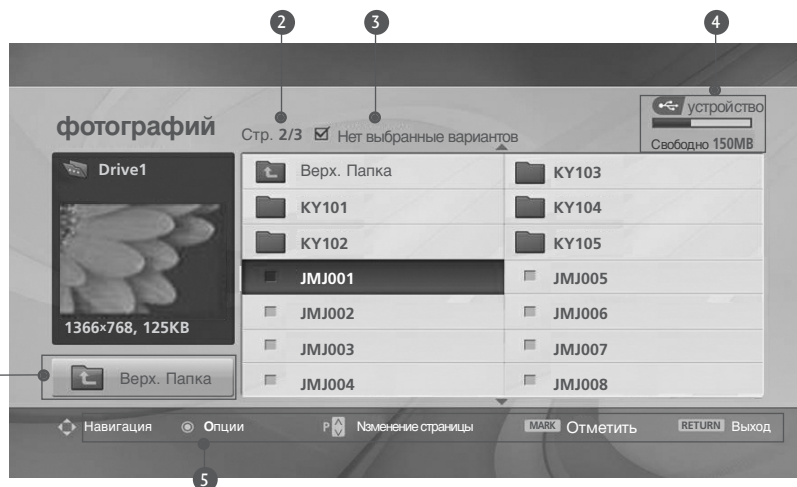 2 3 4
устройство
фотографий Стр. 2/3 Нет выбранные вариантов
Свободно 150MB
Drive1
Верх. Папка KY103
KY101 KY104
KY102 KY105
JMJ001 JMJ005
JMJ002 JMJ006
JMJ003 JMJ007
JMJ004 JMJ008
1366×768, 125KB
Верх. Папка
Навигация Опции P Nзменение страницы MARK Отметить RETURN Выход
5